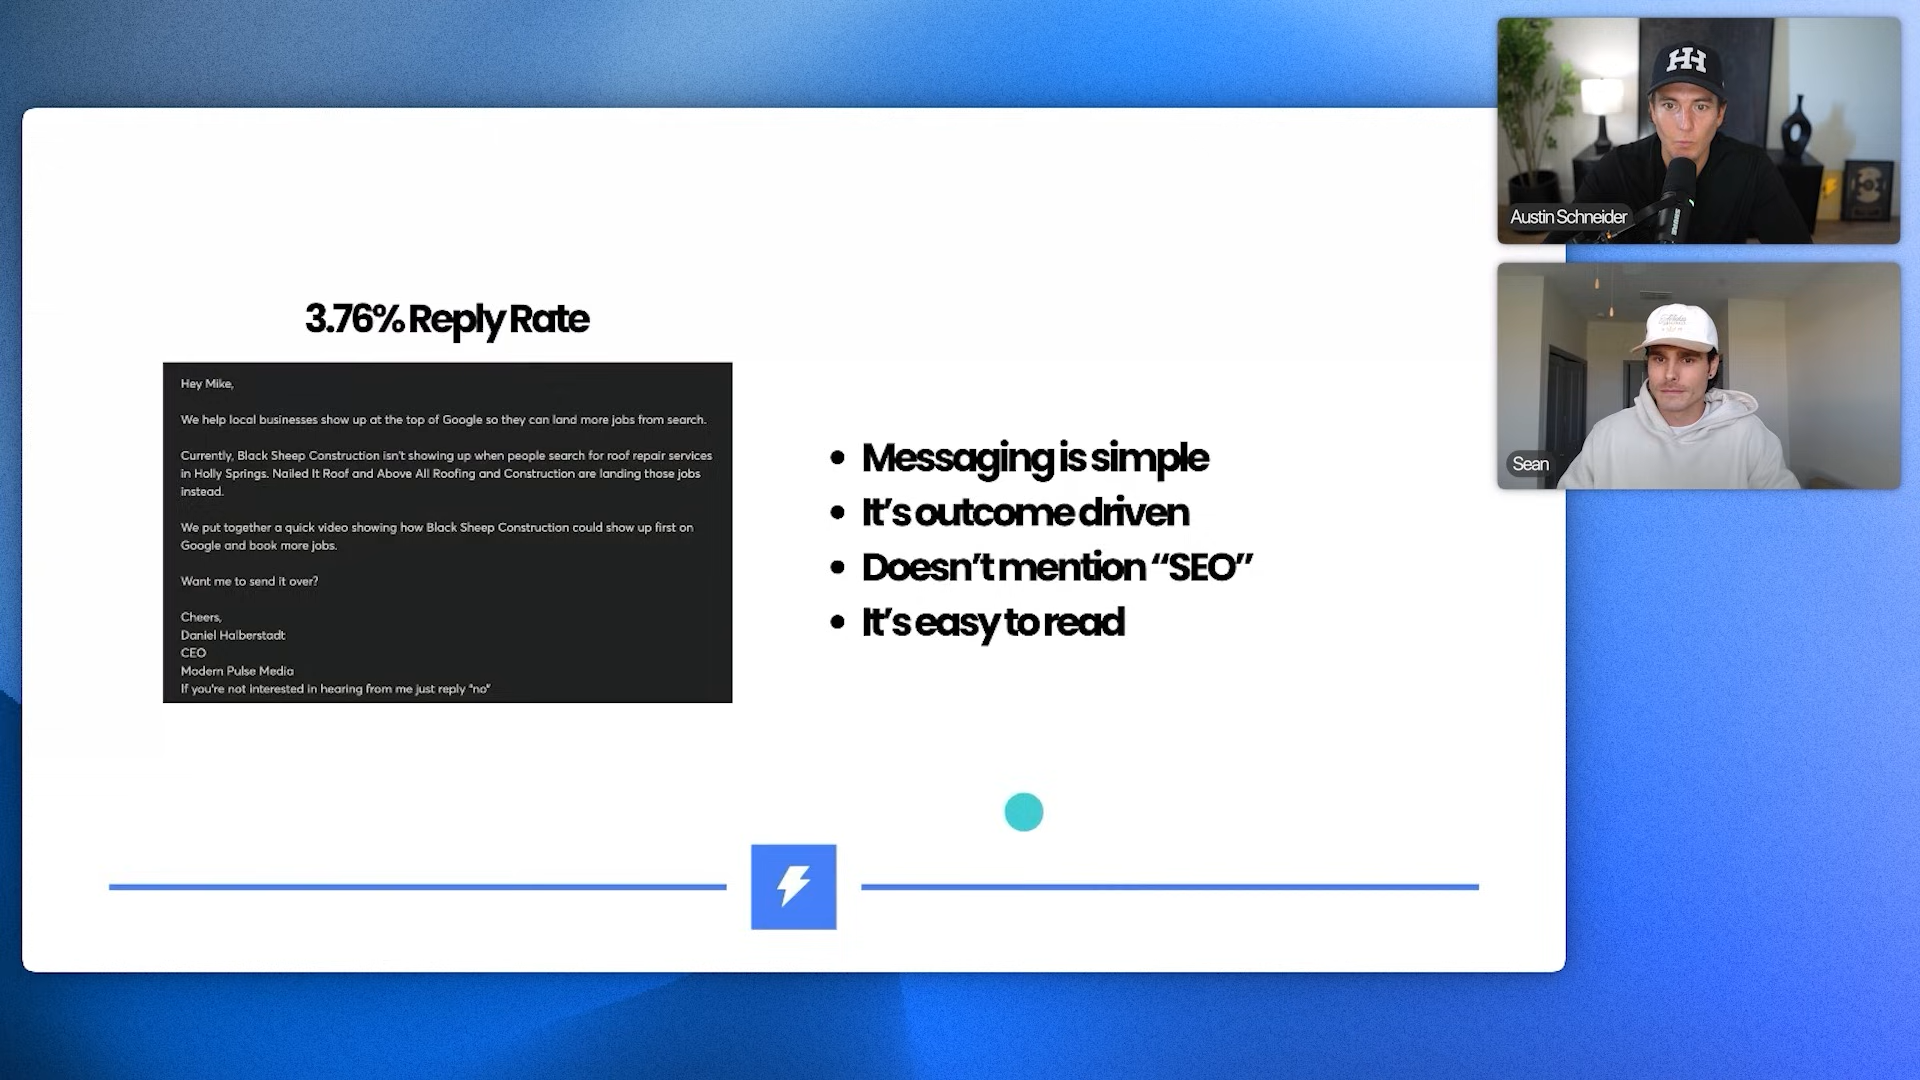 3.76% Reply Rate
Hey Mike,
We help local businesses show up at the top of Google so they can land more jobs from search.
Currently, Black Sheep Construction isn't showing up when people search for roof repair services
in Holly Springs. Nailed It Roof and Above All Roofing and Construction are landing those jobs
instead.
We put together a quick video showing how Black Sheep Construction could show up first on
Google and book more jobs.
Want me to send it over?
Cheers,
Daniel Halberstadt
CEO
Modern Pulse Media
If you're not interested in hearing from me just reply "no"
• Messaging is simple
• It's outcome driven
• Doesn't mention “SEO”
• It's easy to read
Austin Schneider
Sean